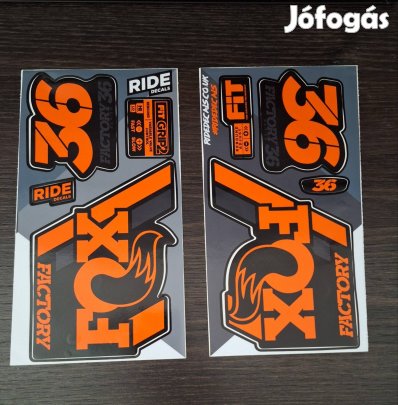 Jófogás
36
FACTORY 36
RIDE
DECALS
FIT GRIP2
RIDE
DECALS
FOX
FACTORY
RIDEDECALS.CO.UK
#RIDEDECALS
FIT
FACTORY 36
36
36
FOX
FACTORY